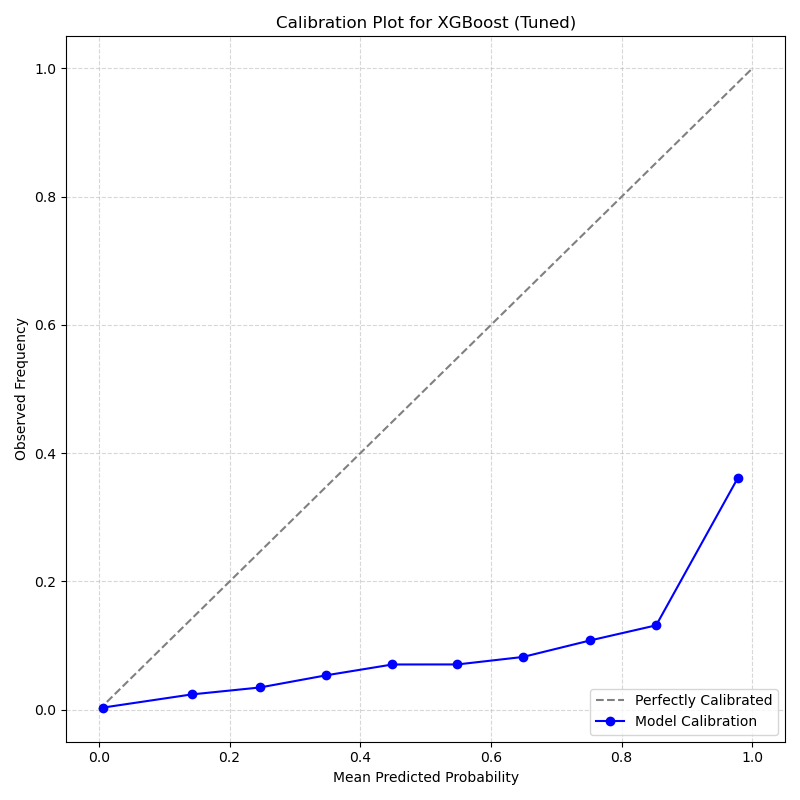 Calibration Plot for XGBoost (Tuned)
1.0
0.8
0.6
0.4
0.2
0.0
Observed Frequency
0.0 0.2 0.4 0.6 0.8 1.0
Mean Predicted Probability
Perfectly Calibrated
Model Calibration